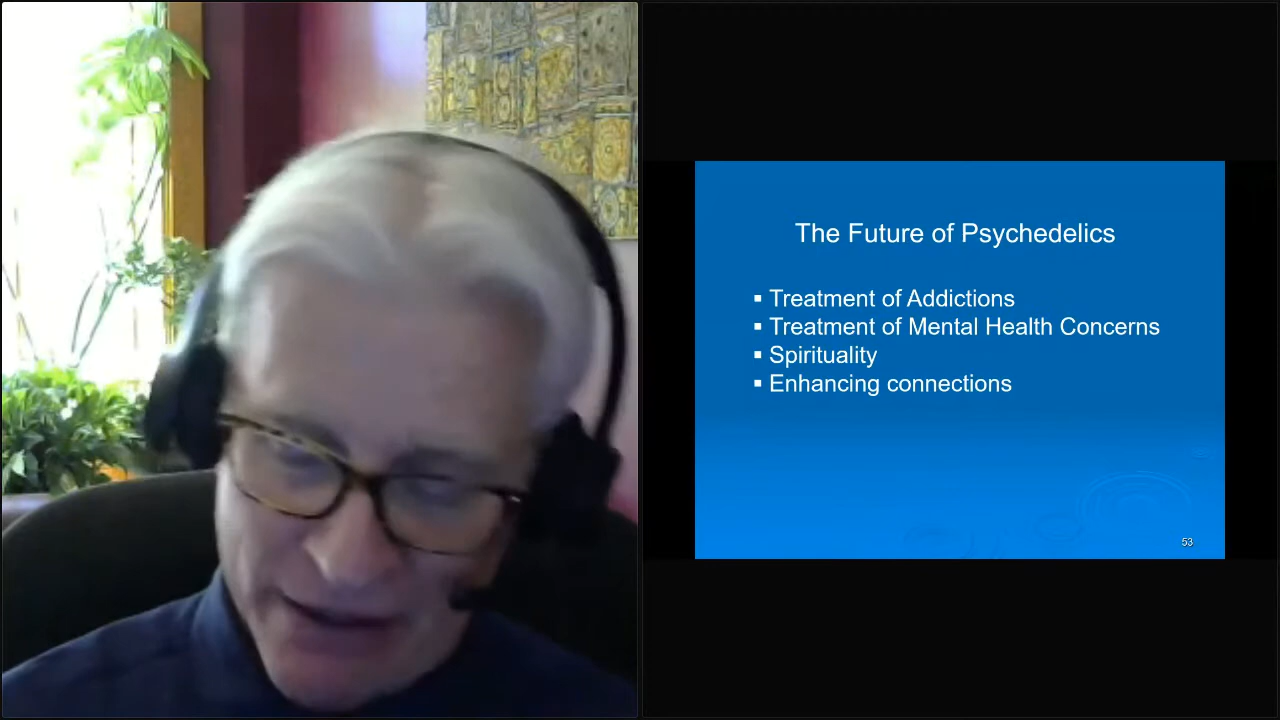 The Future of Psychedelics
▪ Treatment of Addictions
▪ Treatment of Mental Health Concerns
▪ Spirituality
▪ Enhancing connections
53